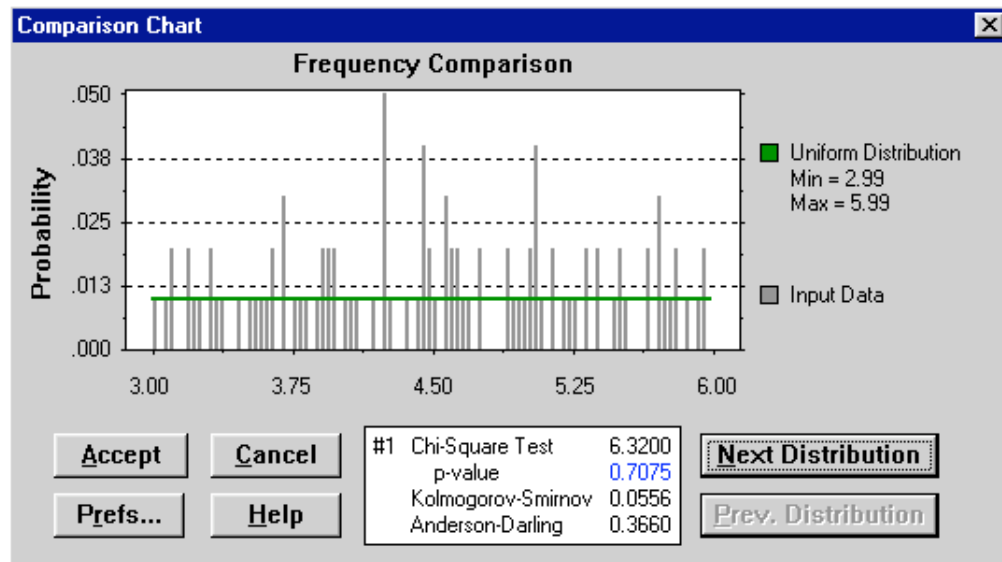 Comparison Chart
Frequency Comparison
Probability
.050
.038
.025
.013
.000
3.00 3.75 4.50 5.25 6.00
Uniform Distribution
Min = 2.99
Max = 5.99
Input Data
Accept
Cancel
Prefs...
Help
#1 Chi-Square Test 6.3200
p-value 0.7075
Kolmogorov-Smirnov 0.0556
Anderson-Darling 0.3660
Next Distribution
Prev. Distribution